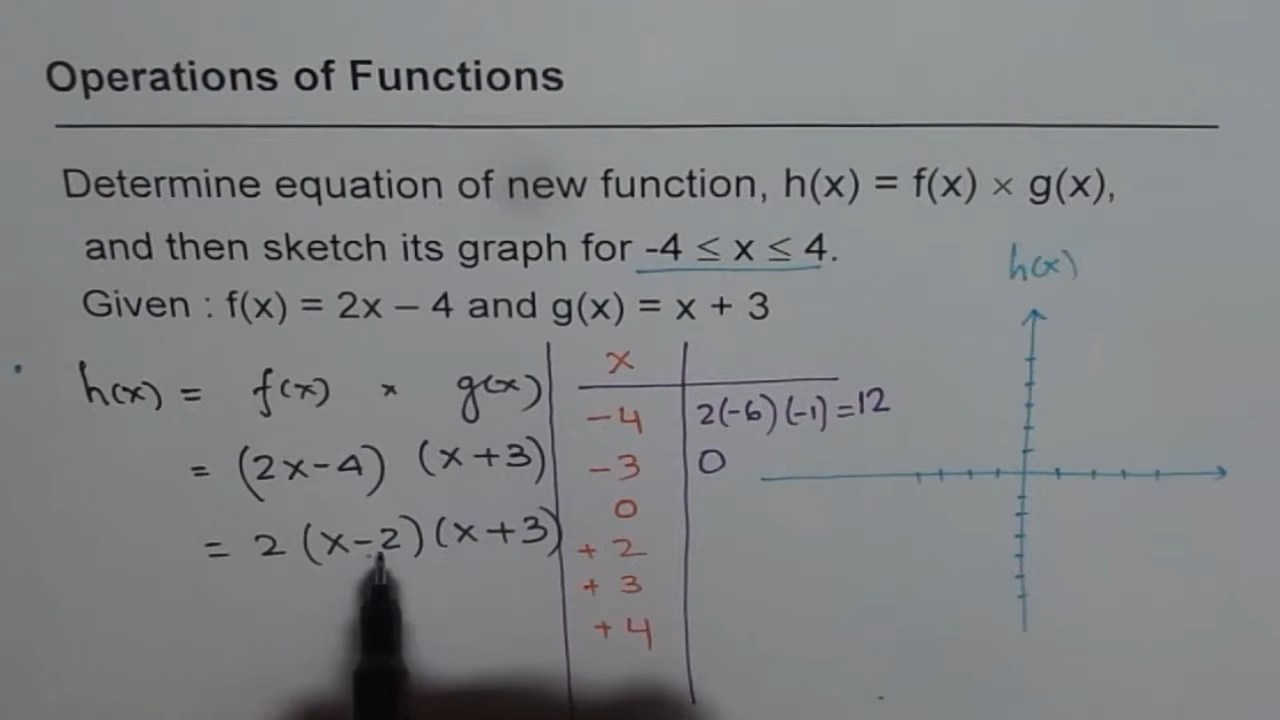 Operations of Functions
Determine equation of new function, h(x) = f(x) × g(x),
and then sketch its graph for -4 ≤ x ≤ 4.
Given : f(x) = 2x – 4 and g(x) = x + 3
h(x) = f(x) × g(x)
= (2x-4) (x+3)
= 2 (x-2)(x+3)
x
-4 2(-6)(-1)=12
-3 0
0
+2
+3
+4
h(x)